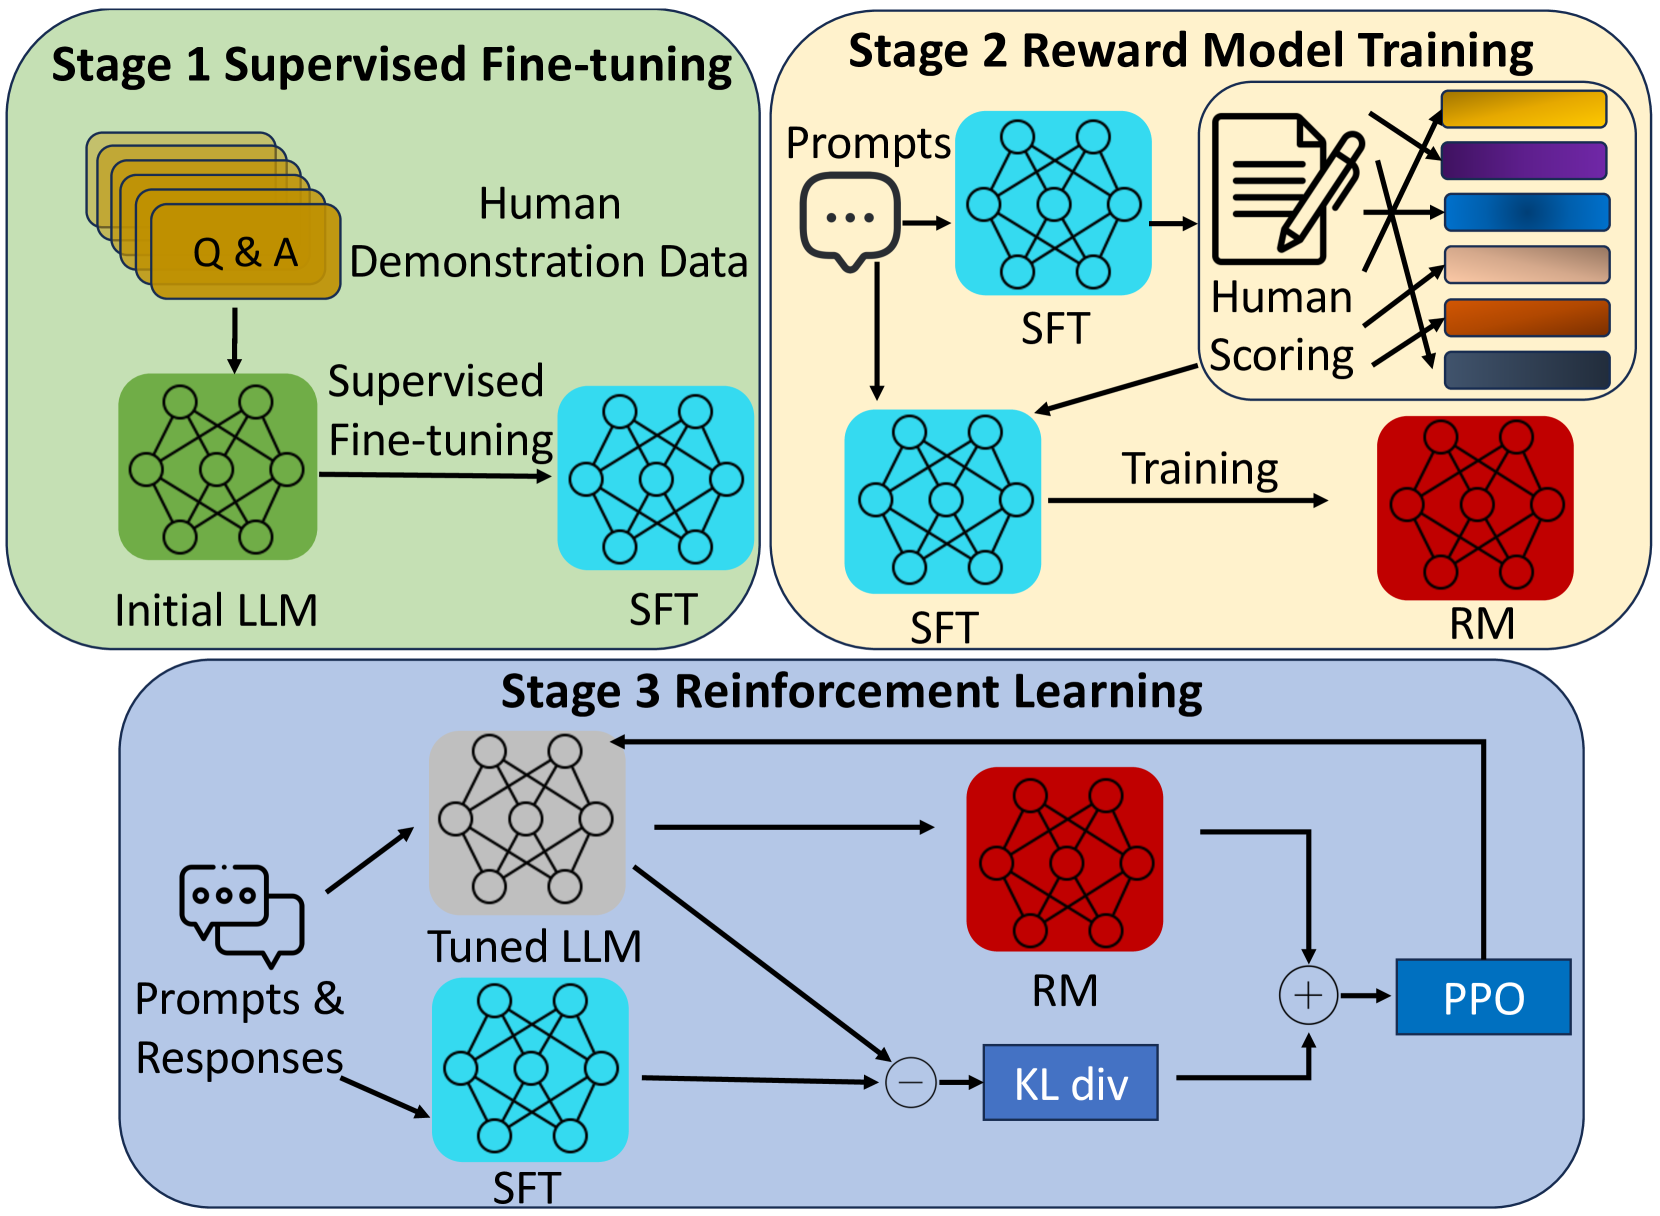 Stage 1 Supervised Fine-tuning
Q & A
Human
Demonstration Data
Supervised
Fine-tuning
Initial LLM
SFT
Stage 2 Reward Model Training
Prompts
SFT
Human
Scoring
Training
SFT
RM
Stage 3 Reinforcement Learning
Prompts &
Responses
Tuned LLM
SFT
RM
−
KL div
+
PPO